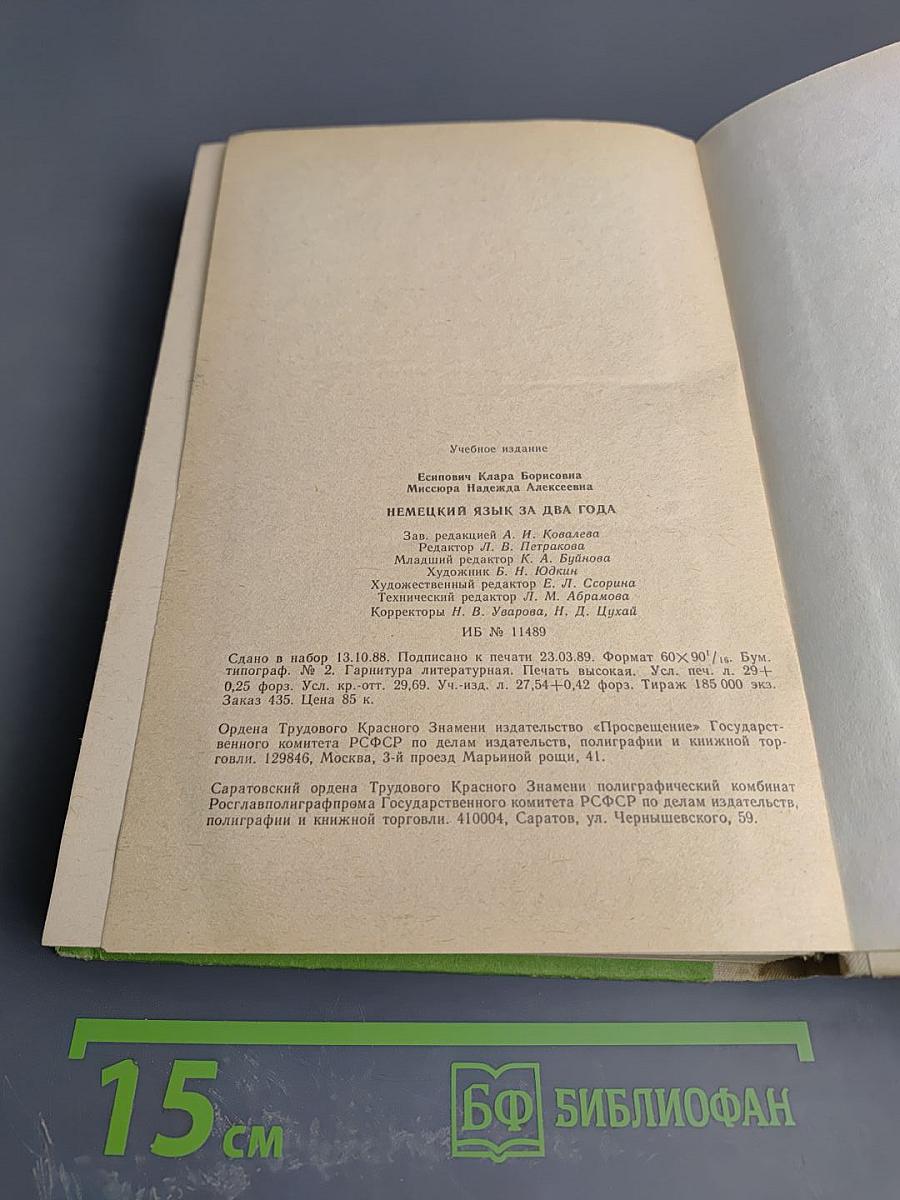 Учебное издание
Есипович Клара Борисовна
Миссюра Надежда Алексеевна
НЕМЕЦКИЙ ЯЗЫК ЗА ДВА ГОДА
Зав. редакцией А. И. Ковалева
Редактор Л. В. Петракова
Младший редактор К. А. Буйнова
Художник Б. Н. Юдкин
Художественный редактор Е. Л. Ссорина
Технический редактор Л. М. Абрамова
Корректоры Н. В. Уварова, Н. Д. Цухай
ИБ № 11489
Сдано в набор 13.10.88. Подписано к печати 23.03.89. Формат 60×90¹/₁₆. Бум.
типограф. № 2. Гарнитура литературная. Печать высокая. Усл. печ. л. 29+
0,25 форз. Усл. кр.-отт. 29,69. Уч.-изд. л. 27,54+0,42 форз. Тираж 185 000 экз.
Заказ 435. Цена 85 к.
Ордена Трудового Красного Знамени издательство «Просвещение» Государст-
венного комитета РСФСР по делам издательств, полиграфии и книжной тор-
говли. 129846, Москва, 3-й проезд Марьиной рощи, 41.
Саратовский ордена Трудового Красного Знамени полиграфический комбинат
Росглавполиграфпрома Государственного комитета РСФСР по делам издательств,
полиграфии и книжной торговли. 410004, Саратов, ул. Чернышевского, 59.
15 см
БФ БИБЛИОФАН